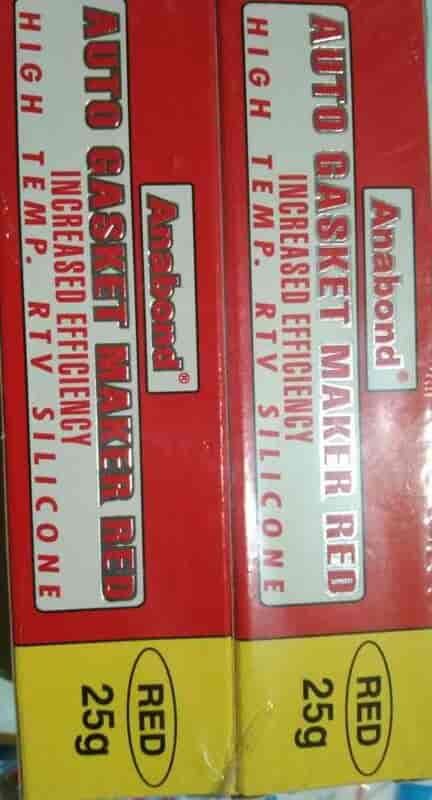 Anabond®
AUTO GASKET MAKER RED
INCREASED EFFICIENCY
HIGH TEMP. RTV SILICONE
RED
25g
Anabond®
AUTO GASKET MAKER RED
INCREASED EFFICIENCY
HIGH TEMP. RTV SILICONE
RED
25g